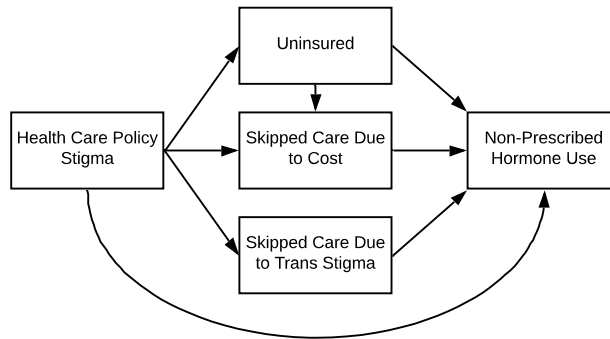 Uninsured
Health Care Policy
Stigma
Skipped Care Due
to Cost
Non-Prescribed
Hormone Use
Skipped Care Due
to Trans Stigma